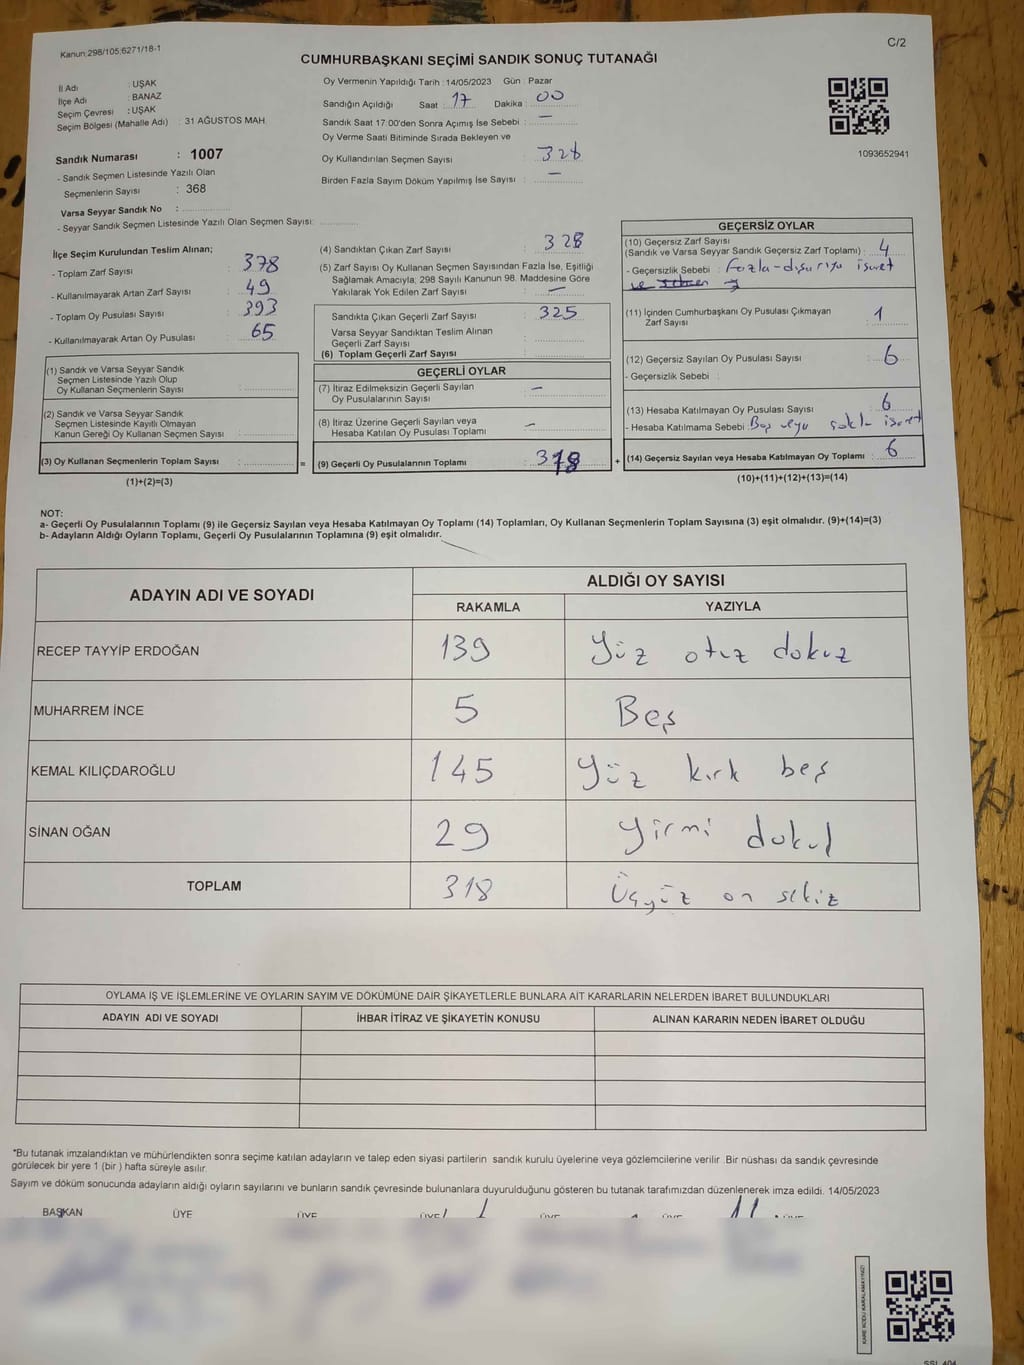 Kanun:298/105;6271/18-1
C/2
CUMHURBAŞKANI SEÇİMİ SANDIK SONUÇ TUTANAĞI
İl Adı : UŞAK
İlçe Adı : BANAZ
Seçim Çevresi : UŞAK
Seçim Bölgesi (Mahalle Adı) : 31 AĞUSTOS MAH.
Sandık Numarası : 1007
- Sandık Seçmen Listesinde Yazılı Olan
Seçmenlerin Sayısı : 368
Varsa Seyyar Sandık No :
- Seyyar Sandık Seçmen Listesinde Yazılı Olan Seçmen Sayısı:
Oy Vermenin Yapıldığı Tarih : 14/05/2023 Gün : Pazar
Sandığın Açıldığı Saat : 17 Dakika : 00
Sandık Saat 17:00'den Sonra Açımış İse Sebebi : —
Oy Verme Saati Bitiminde Sırada Bekleyen ve
Oy Kullandırılan Seçmen Sayısı : 328
Birden Fazla Sayım Döküm Yapılmış İse Sayısı : —
1093652941
İlçe Seçim Kurulundan Teslim Alınan;
- Toplam Zarf Sayısı : 378
- Kullanılmayarak Artan Zarf Sayısı : 49
- Toplam Oy Pusulası Sayısı : 393
- Kullanılmayarak Artan Oy Pusulası : 65
(1) Sandık ve Varsa Seyyar Sandık
Seçmen Listesinde Yazılı Olup
Oy Kullanan Seçmenlerin Sayısı :
(2) Sandık ve Varsa Seyyar Sandık
Seçmen Listesinde Kayıtlı Olmayan
Kanun Gereği Oy Kullanan Seçmen Sayısı :
(3) Oy Kullanan Seçmenlerin Toplam Sayısı : =
(1)+(2)=(3)
(4) Sandıktan Çıkan Zarf Sayısı : 328
(5) Zarf Sayısı Oy Kullanan Seçmen Sayısından Fazla İse, Eşitliği
Sağlamak Amacıyla; 298 Sayılı Kanunun 98. Maddesine Göre
Yakılarak Yok Edilen Zarf Sayısı : —
Sandıkta Çıkan Geçerli Zarf Sayısı : 325
Varsa Seyyar Sandıktan Teslim Alınan
Geçerli Zarf Sayısı :
(6) Toplam Geçerli Zarf Sayısı :
GEÇERLİ OYLAR
(7) İtiraz Edilmeksizin Geçerli Sayılan : —
Oy Pusulalarının Sayısı
(8) İtiraz Üzerine Geçerli Sayılan veya : —
Hesaba Katılan Oy Pusulası Toplamı
(9) Geçerli Oy Pusulalarının Toplamı : 318 +
GEÇERSİZ OYLAR
(10) Geçersiz Zarf Sayısı
(Sandık ve Varsa Seyyar Sandık Geçersiz Zarf Toplamı) : 4
- Geçersizlik Sebebi : fazla-dışarıya işaret
(11) İçinden Cumhurbaşkanı Oy Pusulası Çıkmayan
Zarf Sayısı : 1
(12) Geçersiz Sayılan Oy Pusulası Sayısı : 6
- Geçersizlik Sebebi :
(13) Hesaba Katılmayan Oy Pusulası Sayısı : 6
- Hesaba Katılmama Sebebi : Boş veya işaret
(14) Geçersiz Sayılan veya Hesaba Katılmayan Oy Toplamı : 6
(10)+(11)+(12)+(13)=(14)
NOT:
a- Geçerli Oy Pusulalarının Toplamı (9) ile Geçersiz Sayılan veya Hesaba Katılmayan Oy Toplamı (14) Toplamları, Oy Kullanan Seçmenlerin Toplam Sayısına (3) eşit olmalıdır. (9)+(14)=(3)
b- Adayların Aldığı Oyların Toplamı, Geçerli Oy Pusulalarının Toplamına (9) eşit olmalıdır.
ADAYIN ADI VE SOYADI ALDIĞI OY SAYISI
RAKAMLA YAZIYLA
RECEP TAYYİP ERDOĞAN 139 Yüz otuz dokuz
MUHARREM İNCE 5 Beş
KEMAL KILIÇDAROĞLU 145 Yüz kırk beş
SİNAN OĞAN 29 Yirmi dokuz
TOPLAM 318 Üçyüz on sekiz
OYLAMA İŞ VE İŞLEMLERİNE VE OYLARIN SAYIM VE DÖKÜMÜNE DAİR ŞİKAYETLERLE BUNLARA AİT KARARLARIN NELERDEN İBARET BULUNDUKLARI
ADAYIN ADI VE SOYADI İHBAR İTİRAZ VE ŞİKAYETİN KONUSU ALINAN KARARIN NEDEN İBARET OLDUĞU
*Bu tutanak imzalandıktan ve mühürlendikten sonra seçime katılan adayların ve talep eden siyasi partilerin sandık kurulu üyelerine veya gözlemcilerine verilir .Bir nüshası da sandık çevresinde
görülecek bir yere 1 (bir ) hafta süreyle asılır.
Sayım ve döküm sonucunda adayların aldığı oyların sayılarını ve bunların sandık çevresinde bulunanlara duyurulduğunu gösteren bu tutanak tarafımızdan düzenlenerek imza edildi. 14/05/2023
BAŞKAN ÜYE ÜYE ÜYE ÜYE ÜYE ÜYE
KARE KODU KARALAMAYINIZ!